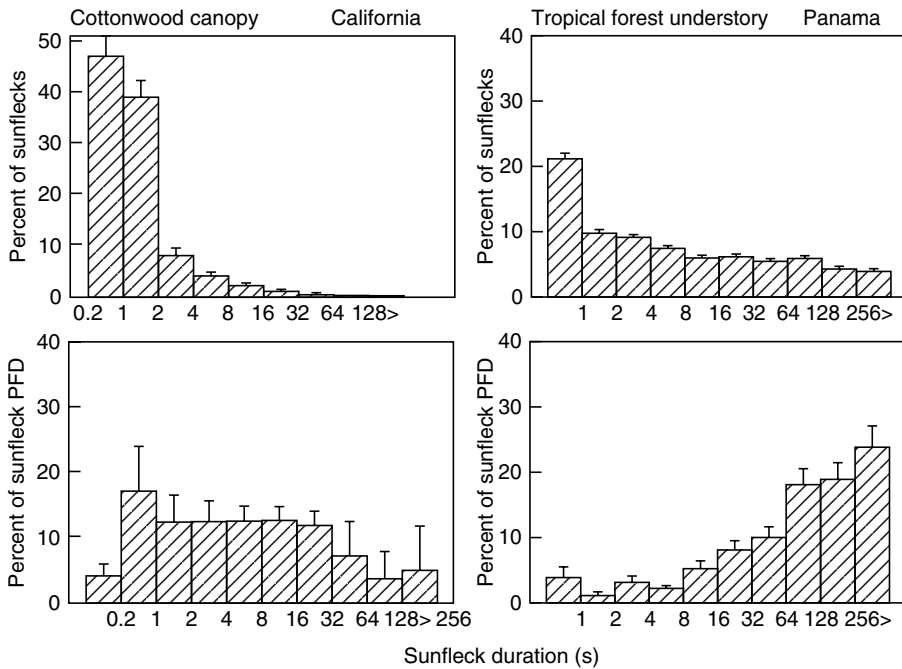 Cottonwood canopy California
Percent of sunflecks
50
40
30
20
10
0
0.2 1 2 4 8 16 32 64 128>
Tropical forest understory Panama
Percent of sunflecks
40
30
20
10
0
1 2 4 8 16 32 64 128 256>
Percent of sunfleck PFD
40
30
20
10
0
0.2 1 2 4 8 16 32 64 128> 256
Percent of sunfleck PFD
40
30
20
10
0
1 2 4 8 16 32 64 128 256>
Sunfleck duration (s)